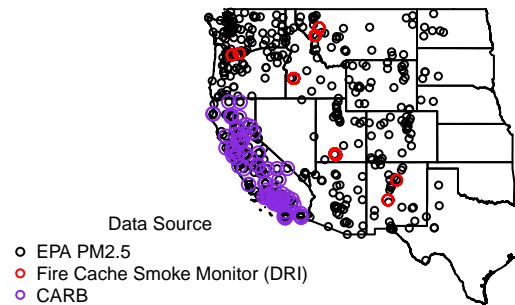 Data Source
EPA PM2.5
Fire Cache Smoke Monitor (DRI)
CARB